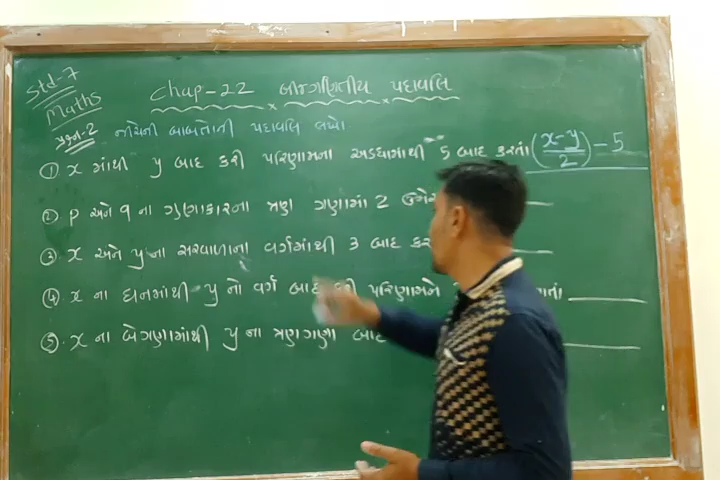 Std-7
Maths
Chap-22 બીજગણિતીય પદાવલિ
પ્રશ્ન-2 નીચેની બાબતોની પદાવલિ લખો
① x માંથી y બાદ કરી પરિણામના અડધામાંથી 5 બાદ કરતાં (x-y/2) - 5
② p અને q ના ગુણાકારના ત્રણ ગણામાં 2
③ x અને y ના સરવાળાના વર્ગમાંથી 3 બાદ
④ x ના ઘનમાંથી y નો વર્ગ બાદ કરી પરિણામને
⑤ x ના બેગણામાંથી y ના ત્રણગણા બાદ